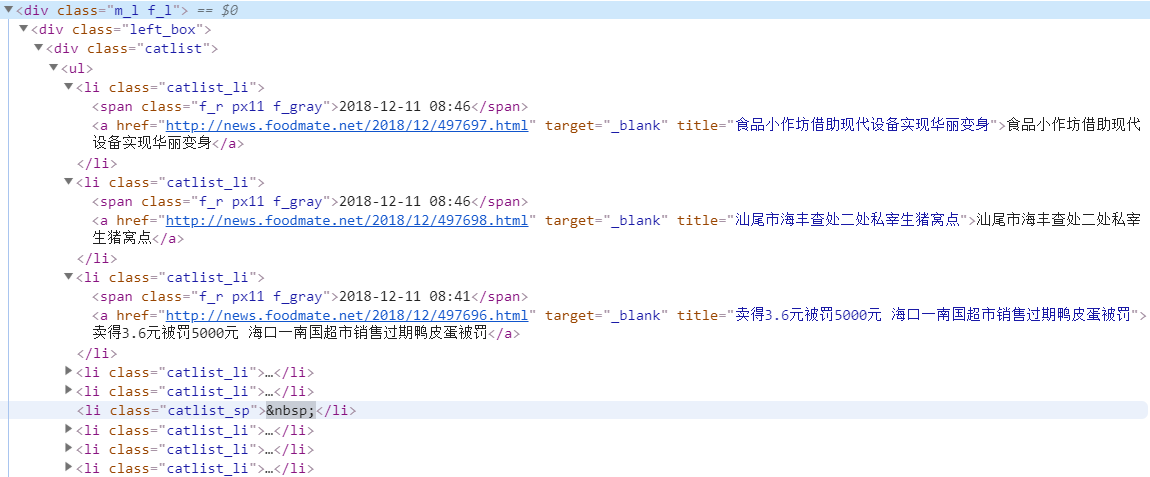 <div class="m_l f_l"> == $0
<div class="left_box">
<div class="catlist">
<ul>
<li class="catlist_li">
<span class="f_r px11 f_gray">2018-12-11 08:46</span>
<a href="http://news.foodmate.net/2018/12/497697.html" target="_blank" title="食品小作坊借助现代设备实现华丽变身">食品小作坊借助现代
设备实现华丽变身</a>
</li>
<li class="catlist_li">
<span class="f_r px11 f_gray">2018-12-11 08:46</span>
<a href="http://news.foodmate.net/2018/12/497698.html" target="_blank" title="汕尾市海丰查处二处私宰生猪窝点">汕尾市海丰查处二处私宰
生猪窝点</a>
</li>
<li class="catlist_li">
<span class="f_r px11 f_gray">2018-12-11 08:41</span>
<a href="http://news.foodmate.net/2018/12/497696.html" target="_blank" title="卖得3.6元被罚5000元 海口一南国超市销售过期鸭皮蛋被罚">
卖得3.6元被罚5000元 海口一南国超市销售过期鸭皮蛋被罚</a>
</li>
<li class="catlist_li">…</li>
<li class="catlist_li">…</li>
<li class="catlist_sp">&nbsp;</li>
<li class="catlist_li">…</li>
<li class="catlist_li">…</li>
<li class="catlist_li">…</li>